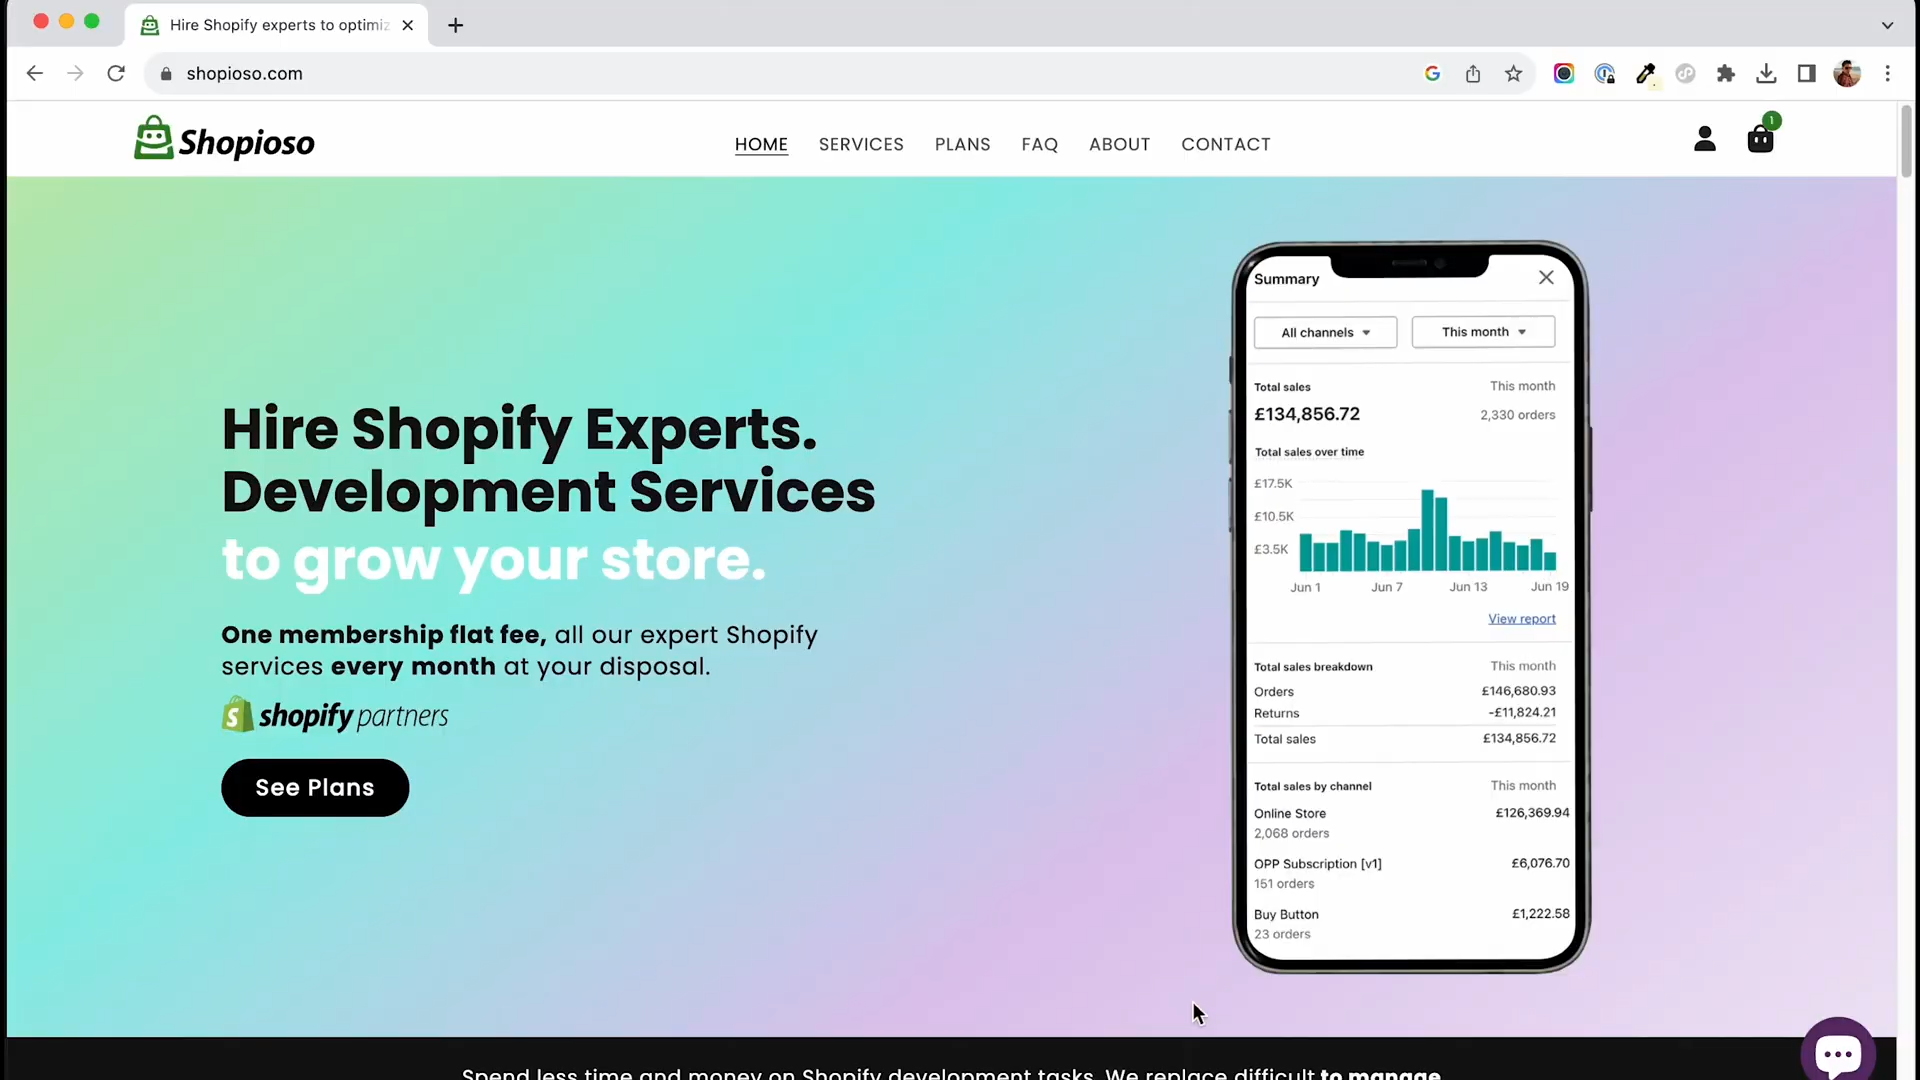 Hire Shopify experts to optimiz
shopioso.com
Shopioso
HOME SERVICES PLANS FAQ ABOUT CONTACT
1
Hire Shopify Experts.
Development Services
to grow your store.
One membership flat fee, all our expert Shopify
services every month at your disposal.
shopify partners
See Plans
Summary
All channels This month
Total sales This month
£134,856.72 2,330 orders
Total sales over time
£17.5K
£10.5K
£3.5K
Jun 1 Jun 7 Jun 13 Jun 19
View report
Total sales breakdown This month
Orders £146,680.93
Returns -£11,824.21
Total sales £134,856.72
Total sales by channel This month
Online Store £126,369.94
2,068 orders
OPP Subscription [v1] £6,076.70
151 orders
Buy Button £1,222.58
23 orders
Spend less time and money on Shopify development tasks. We replace difficult to manage